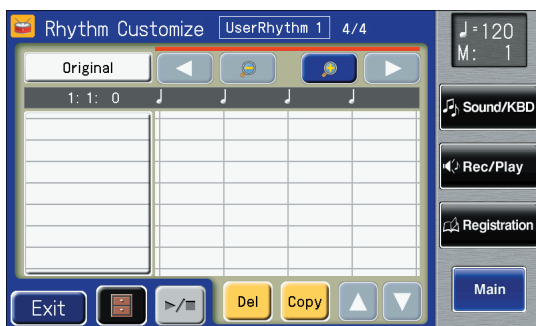 Rhythm Customize UserRhythm 1 4/4
♩=120
M: 1
Original
1: 1: 0
Sound/KBD
Rec/Play
Registration
Main
Exit
▶/■
Del
Copy